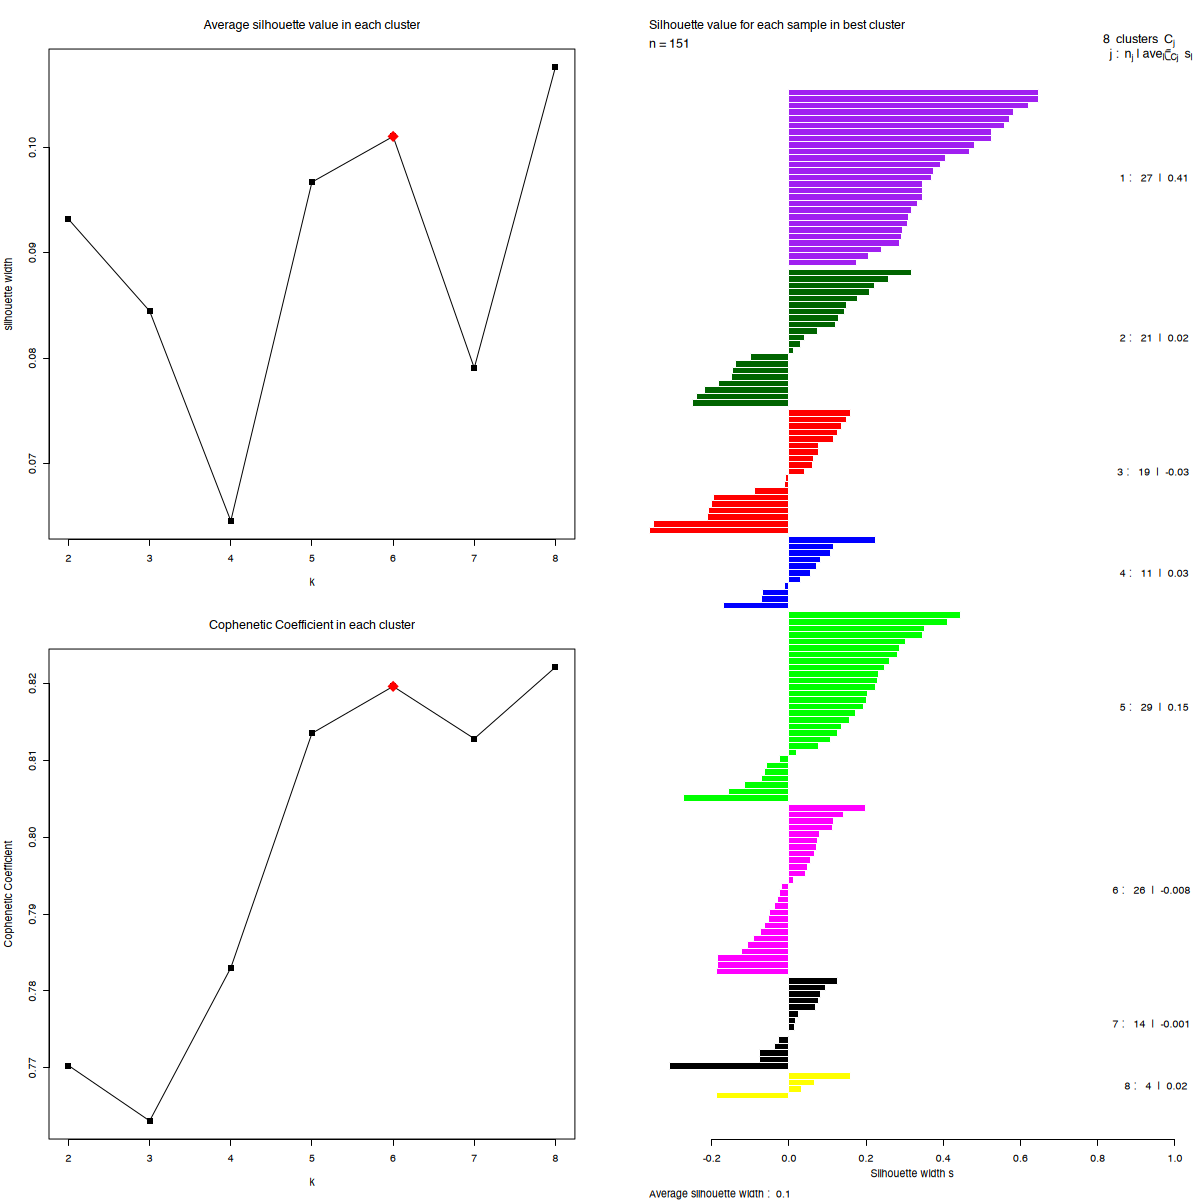 Average silhouette value in each cluster
silhouette width
0.10
0.09
0.08
0.07
2 3 4 5 6 7 8
k
Cophenetic Coefficient in each cluster
Cophenetic Coefficient
0.82
0.81
0.80
0.79
0.78
0.77
2 3 4 5 6 7 8
k
Silhouette value for each sample in best cluster
n = 151
8 clusters Cj
j : nj | avei∈Cj si
1 : 27 | 0.41
2 : 21 | 0.02
3 : 19 | -0.03
4 : 11 | 0.03
5 : 29 | 0.15
6 : 26 | -0.008
7 : 14 | -0.001
8 : 4 | 0.02
-0.2 0.0 0.2 0.4 0.6 0.8 1.0
Silhouette width s
Average silhouette width : 0.1